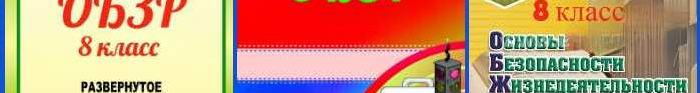 ОБЗР
8 класс
РАЗВЕРНУТОЕ
8 класс
Основы
Безопасности
Жизнедеятельности